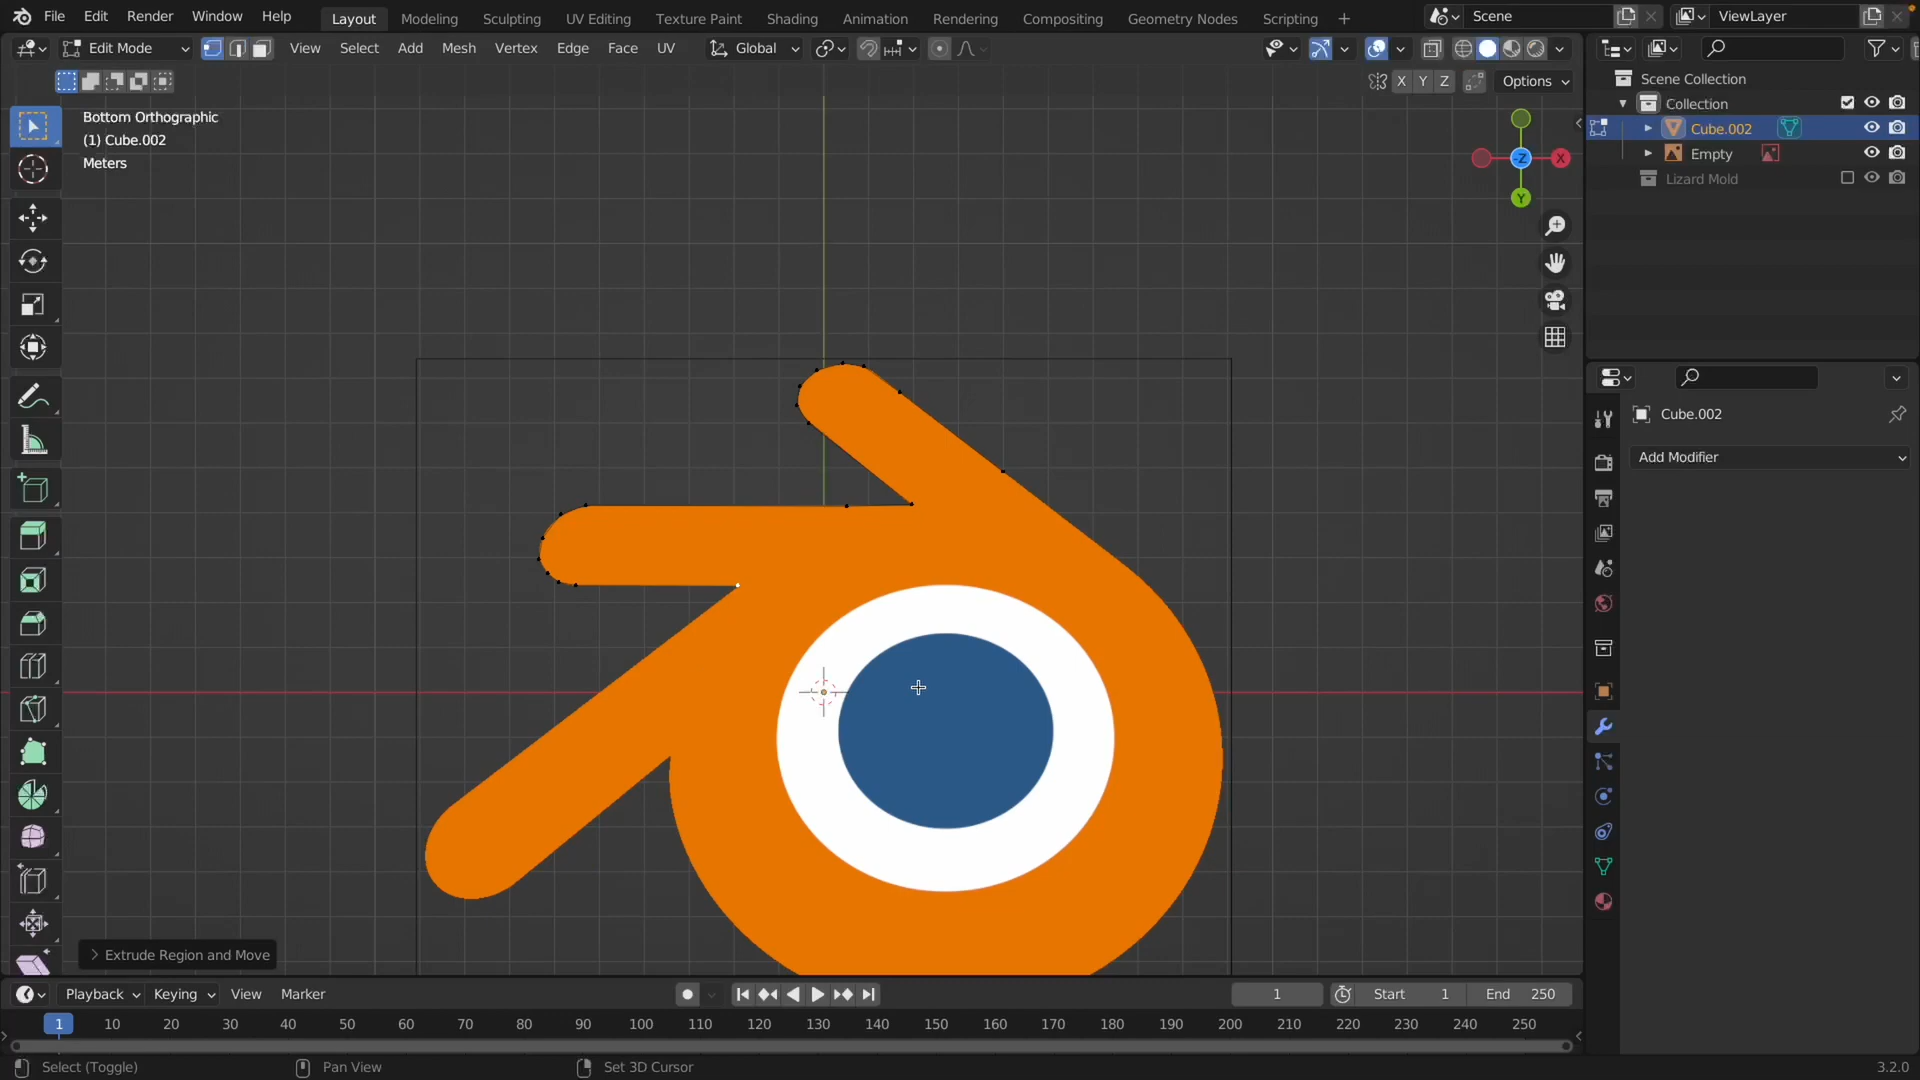 File Edit Render Window Help Layout Modeling Sculpting UV Editing Texture Paint Shading Animation Rendering Compositing Geometry Nodes Scripting Scene ViewLayer
Edit Mode View Select Add Mesh Vertex Edge Face UV Global
X Y Z Options
Bottom Orthographic
(1) Cube.002
Meters
-Z X
Y
Scene Collection
Collection
Cube.002
Empty
Lizard Mold
Cube.002
Add Modifier
Extrude Region and Move
Playback Keying View Marker 1 Start 1 End 250
1 10 20 30 40 50 60 70 80 90 100 110 120 130 140 150 160 170 180 190 200 210 220 230 240 250
Select (Toggle) Pan View Set 3D Cursor 3.2.0